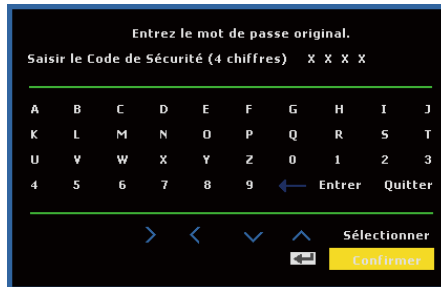 Entrez le mot de passe original.
Saisir le Code de Sécurité (4 chiffres) X X X X
A B C D E F G H I J
K L M N O P Q R S T
U V W X Y Z 0 1 2 3
4 5 6 7 8 9 ← Entrer Quitter
> < ∨ ∧ Sélectionner
Confirmer